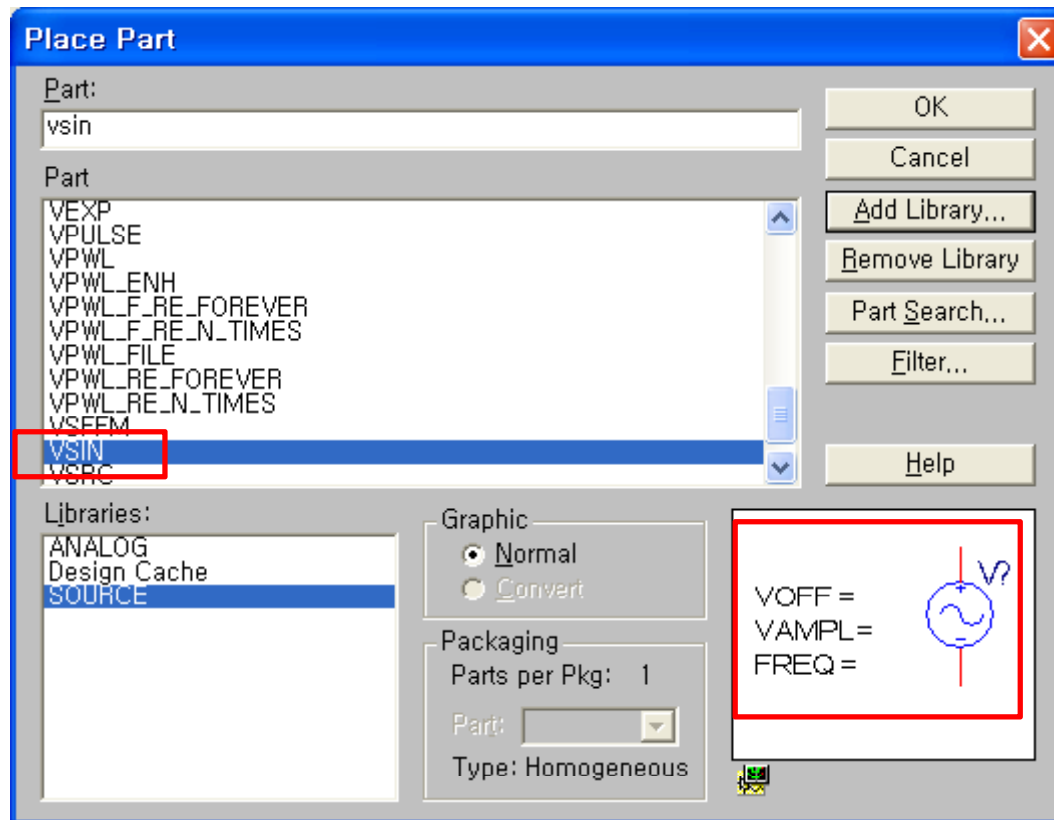 Place Part
Part:
vsin
OK
Cancel
Part
VEXP
VPULSE
VPWL
VPWL_ENH
VPWL_F_RE_FOREVER
VPWL_F_RE_N_TIMES
VPWL_FILE
VPWL_RE_FOREVER
VPWL_RE_N_TIMES
VSFFM
VSIN
VSRC
Add Library...
Remove Library
Part Search...
Filter...
Help
Libraries:
ANALOG
Design Cache
SOURCE
Graphic
Normal
Convert
Packaging
Parts per Pkg: 1
Part:
Type: Homogeneous
V?
VOFF =
VAMPL=
FREQ =